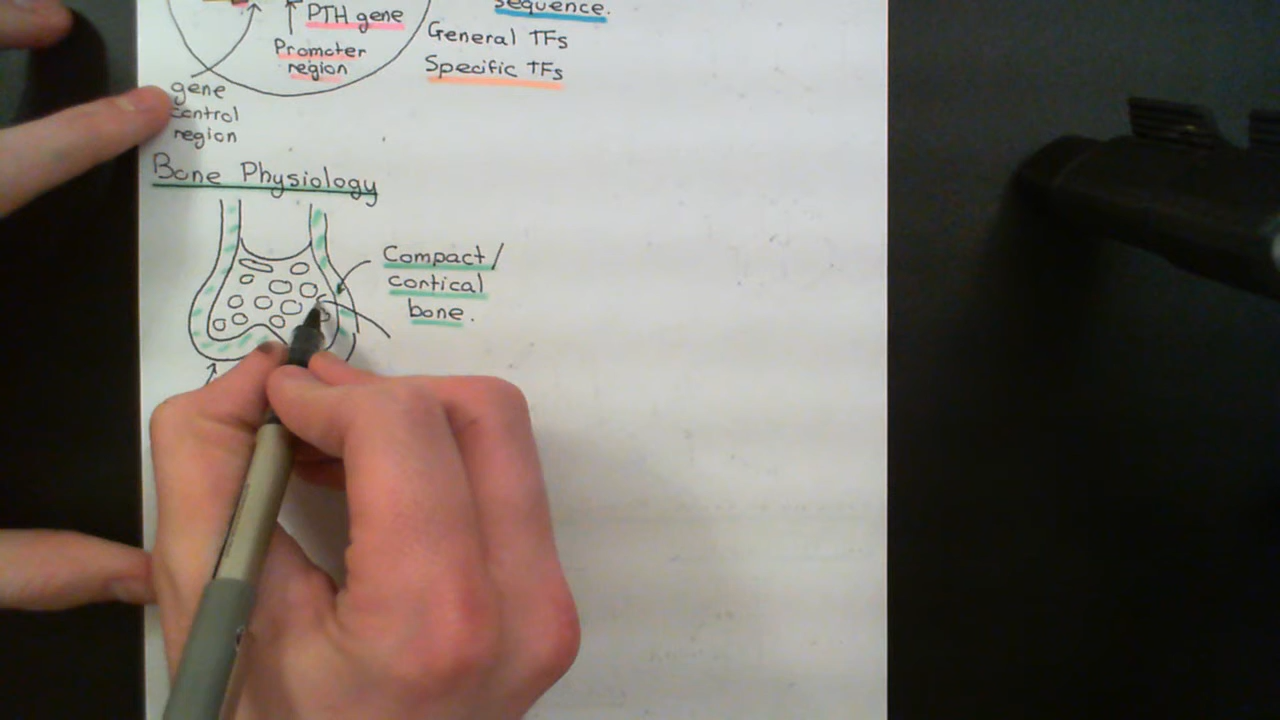 sequence.
PTH gene
General TFs
Promoter
region
Specific TFs
gene
control
region
Bone Physiology
Compact/
cortical
bone.